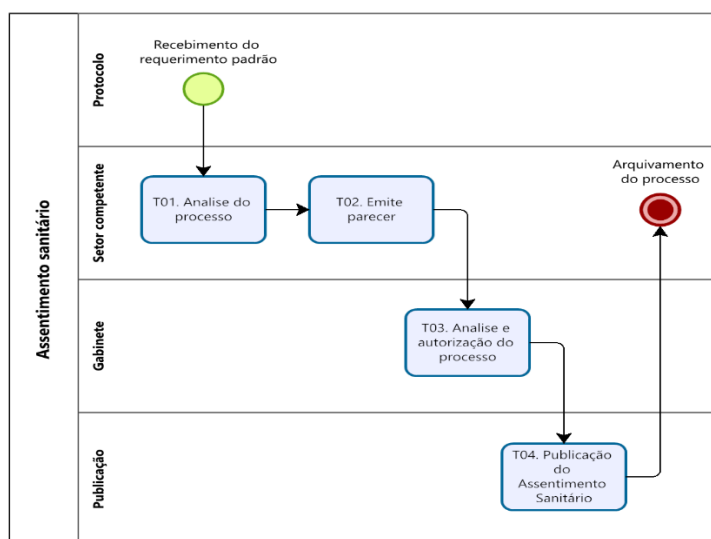 Assentimento sanitário
Protocolo
Recebimento do
requerimento padrão
Setor competente
T01. Analise do
processo
T02. Emite
parecer
Arquivamento
do processo
Gabinete
T03. Analise e
autorização do
processo
Publicação
T04. Publicação
do
Assentimento
Sanitário